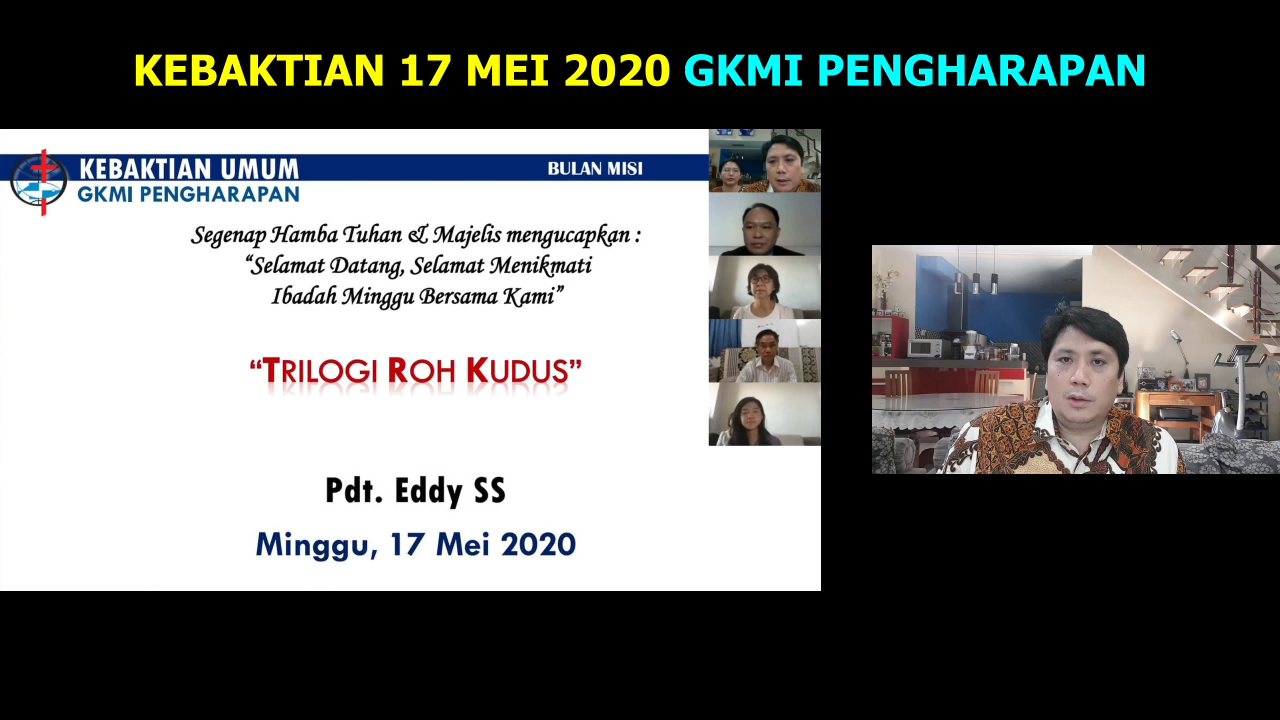 KEBAKTIAN 17 MEI 2020 GKMI PENGHARAPAN
KEBAKTIAN UMUM
BULAN MISI
GKMI PENGHARAPAN
Segenap Hamba Tuhan & Majelis mengucapkan :
“Selamat Datang, Selamat Menikmati
Ibadah Minggu Bersama Kami”
“TRILOGI ROH KUDUS”
Pdt. Eddy SS
Minggu, 17 Mei 2020